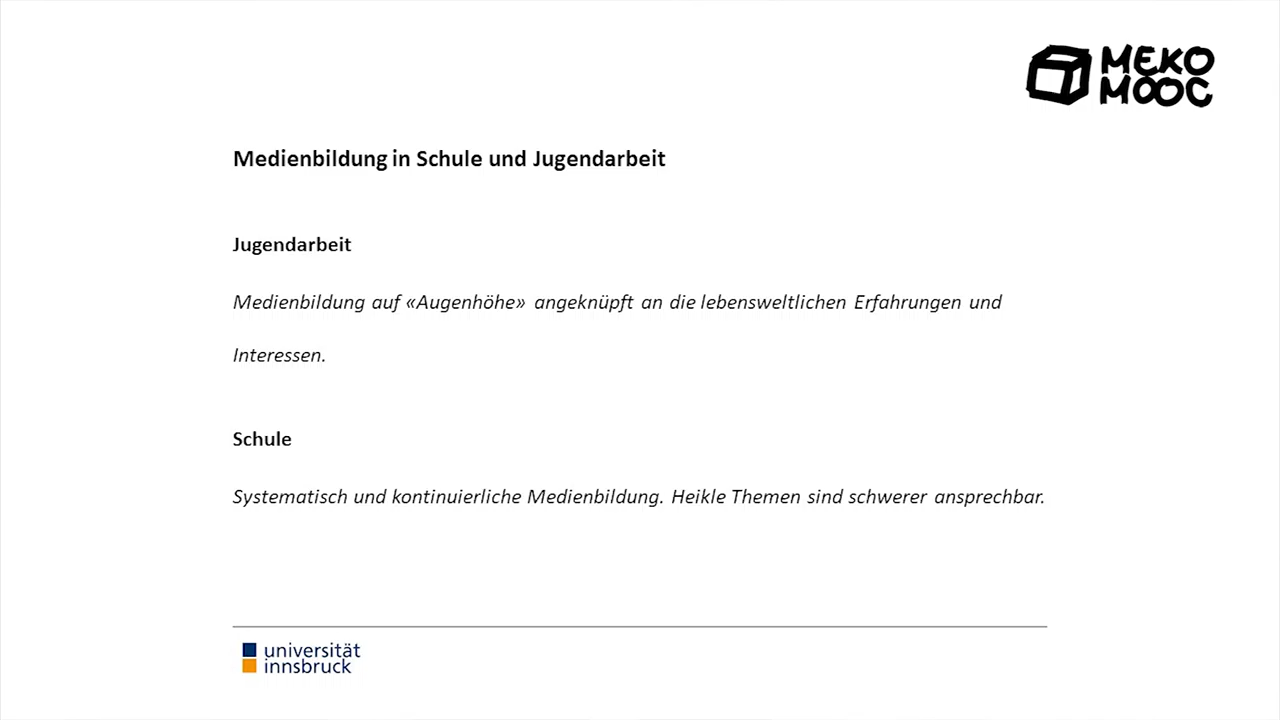 MEKO
MOOC
Medienbildung in Schule und Jugendarbeit
Jugendarbeit
Medienbildung auf «Augenhöhe» angeknüpft an die lebensweltlichen Erfahrungen und
Interessen.
Schule
Systematisch und kontinuierliche Medienbildung. Heikle Themen sind schwerer ansprechbar.
universität
innsbruck